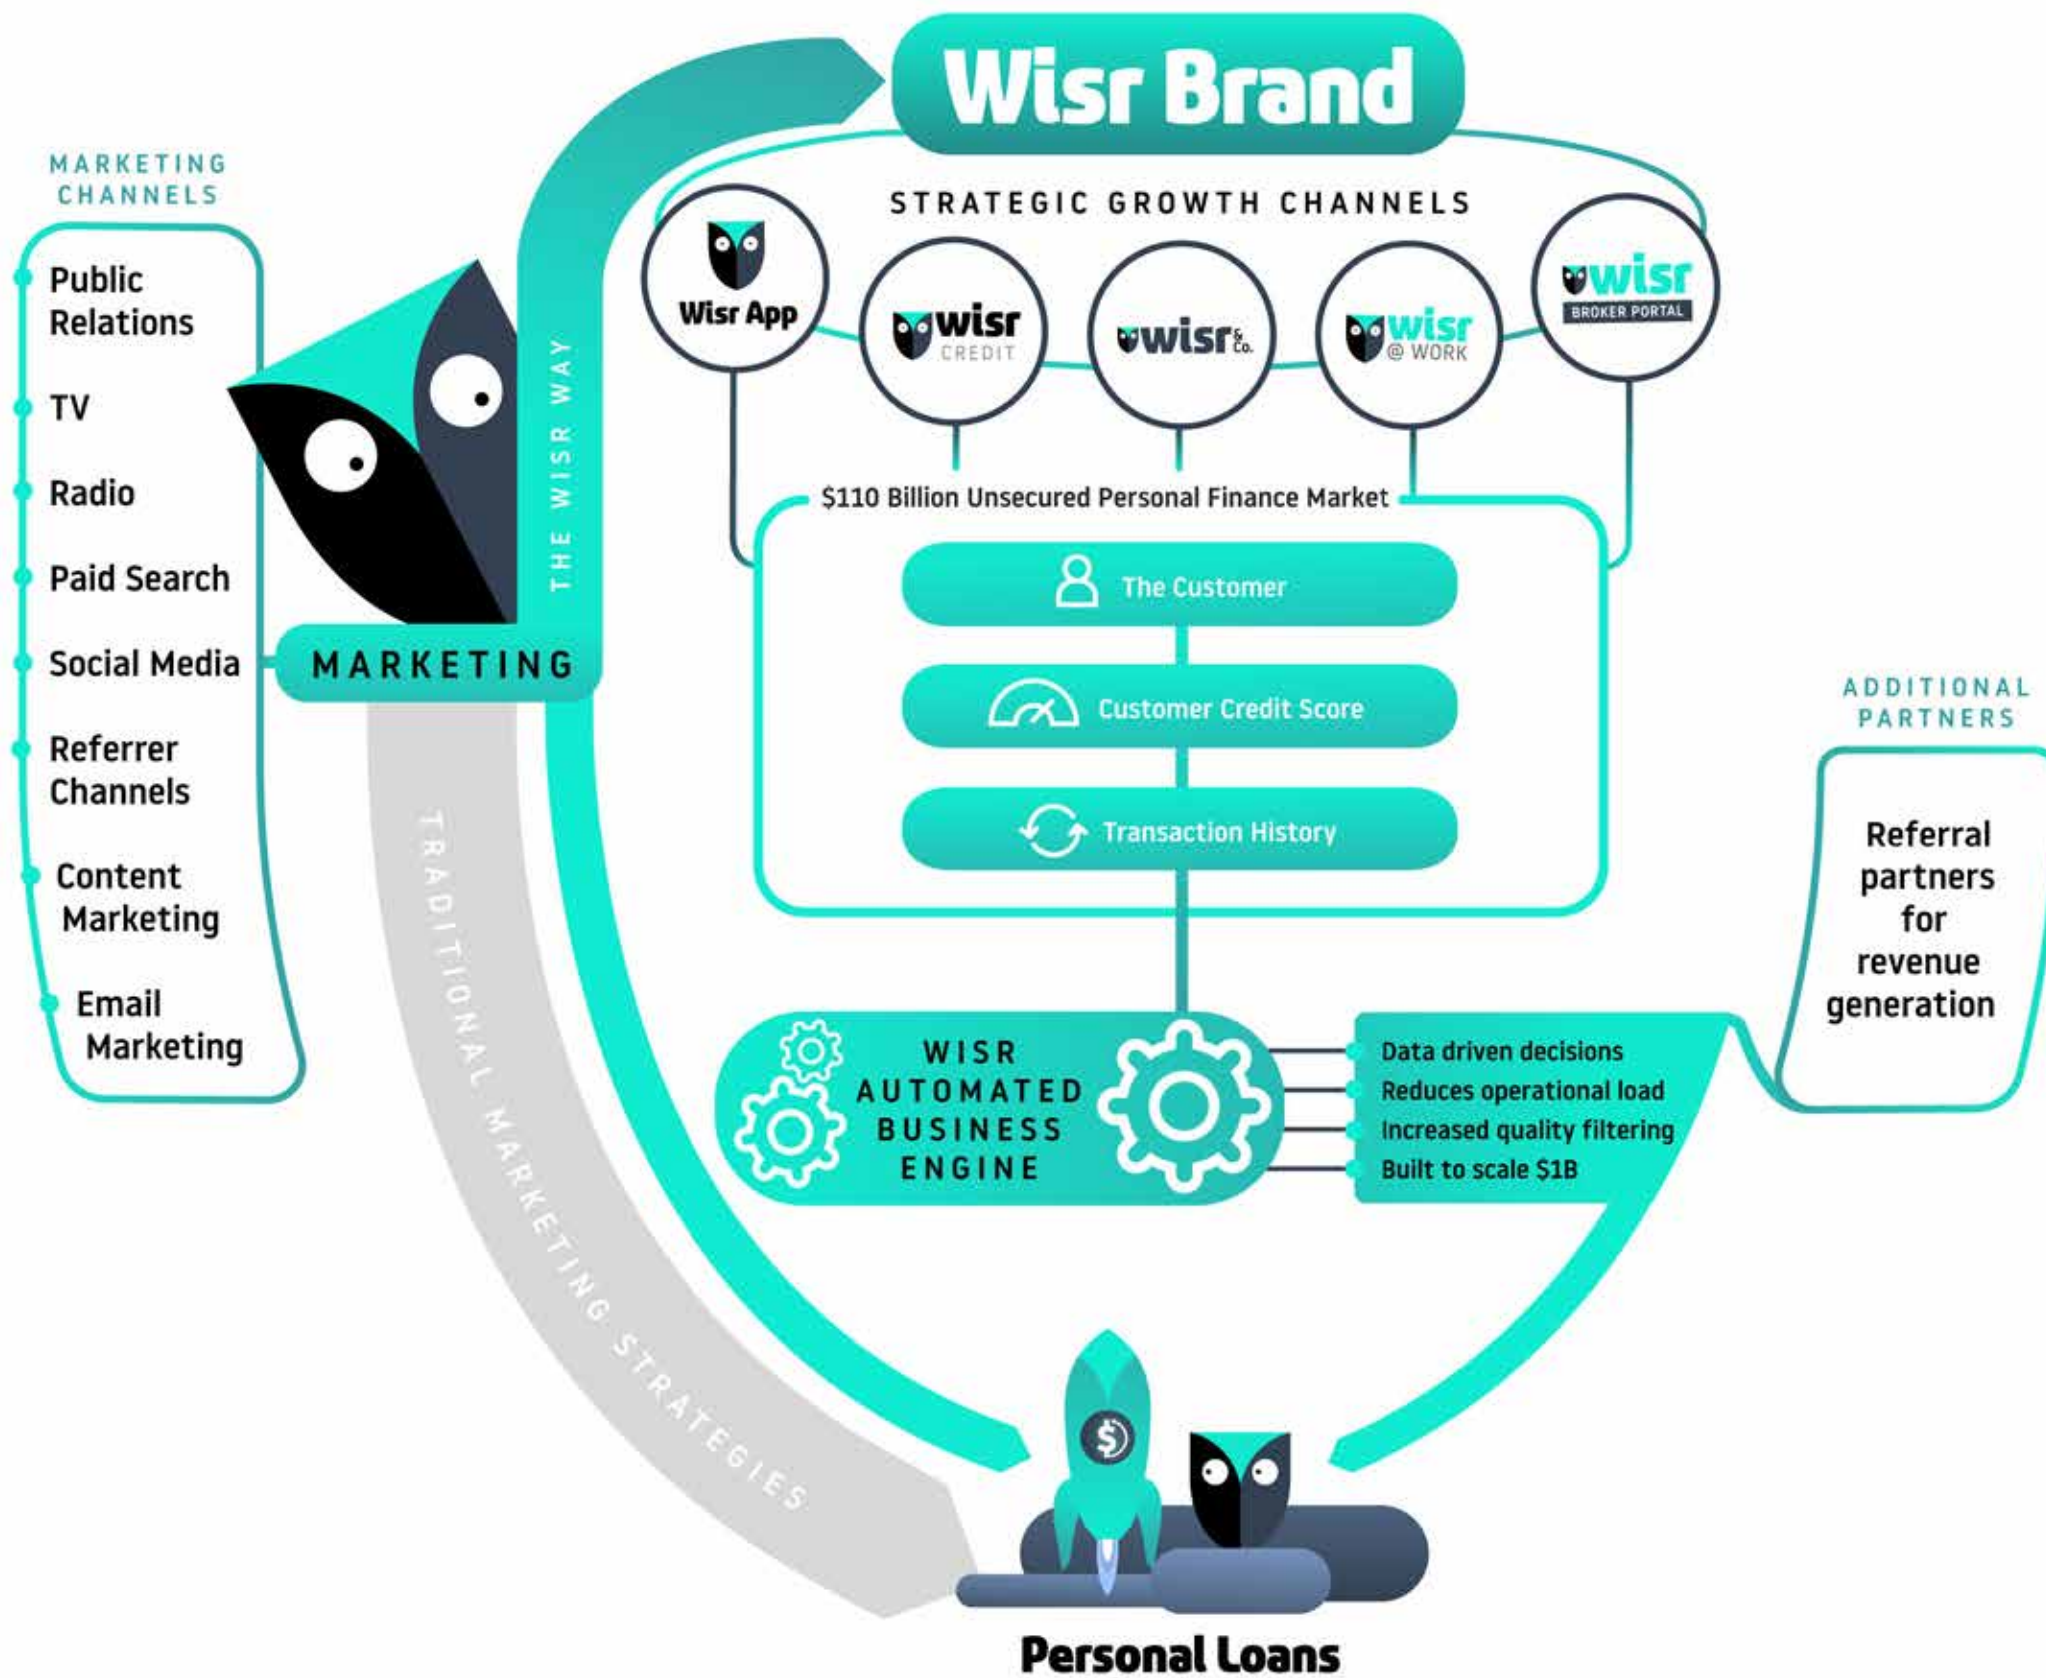 Wisr Brand
MARKETING
CHANNELS
Public
Relations
TV
Radio
Paid Search
Social Media
Referrer
Channels
Content
Marketing
Email
Marketing
MARKETING
THE WISR WAY
TRADITIONAL MARKETING STRATEGIES
STRATEGIC GROWTH CHANNELS
Wisr App
wisr
CREDIT
wisr & Co.
wisr
@ WORK
wisr
BROKER PORTAL
$110 Billion Unsecured Personal Finance Market
The Customer
Customer Credit Score
Transaction History
WISR
AUTOMATED
BUSINESS
ENGINE
Data driven decisions
Reduces operational load
Increased quality filtering
Built to scale $1B
ADDITIONAL
PARTNERS
Referral
partners
for
revenue
generation
$
Personal Loans